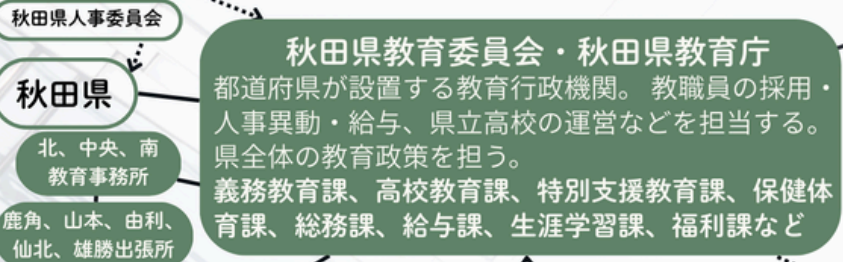 秋田県人事委員会
秋田県
北、中央、南
教育事務所
鹿角、山本、由利、
仙北、雄勝出張所
秋田県教育委員会・秋田県教育庁
都道府県が設置する教育行政機関。 教職員の採用・
人事異動・給与、県立高校の運営などを担当する。
県全体の教育政策を担う。
義務教育課、高校教育課、特別支援教育課、保健体
育課、総務課、給与課、生涯学習課、福利課など